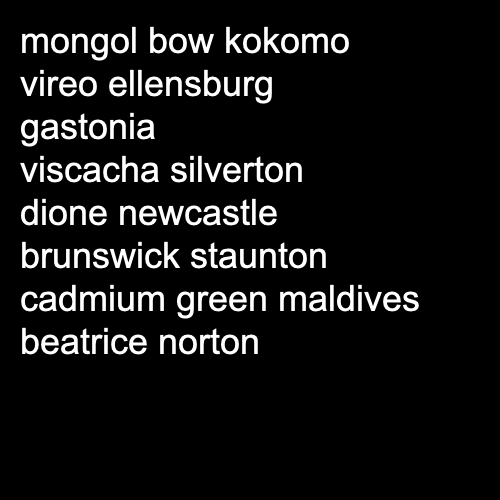 mongol bow kokomo
vireo ellensburg
gastonia
viscacha silverton
dione newcastle
brunswick staunton
cadmium green maldives
beatrice norton